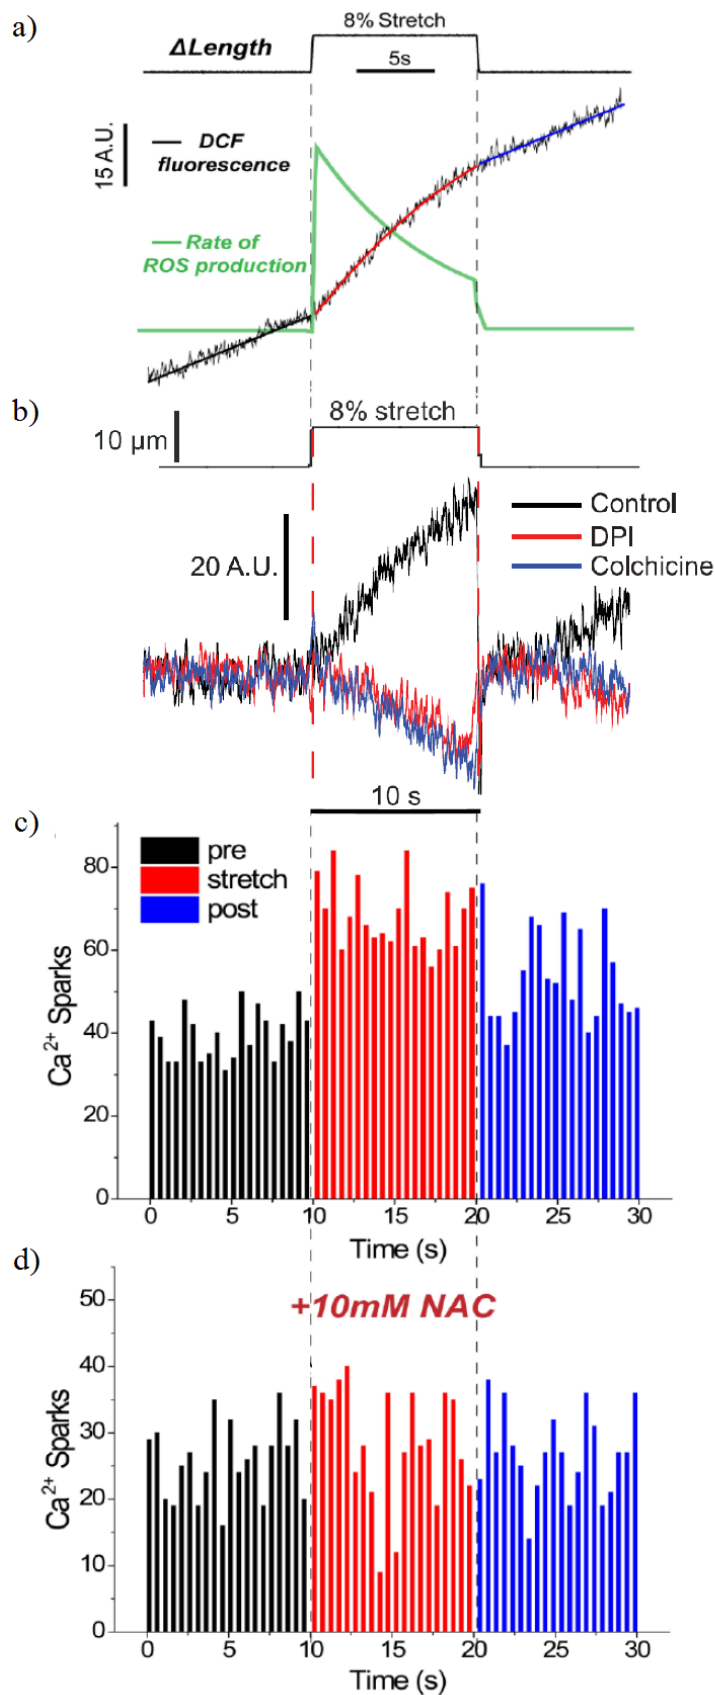 a)
8% Stretch
ΔLength
5s
15 A.U.
DCF
fluorescence
Rate of
ROS production
b)
8% stretch
10 µm
Control
DPI
Colchicine
20 A.U.
10 s
c)
pre
stretch
post
Ca2+ Sparks
80
60
40
20
0
0 5 10 15 20 25 30
Time (s)
d)
+10mM NAC
Ca2+ Sparks
50
40
30
20
10
0
0 5 10 15 20 25 30
Time (s)